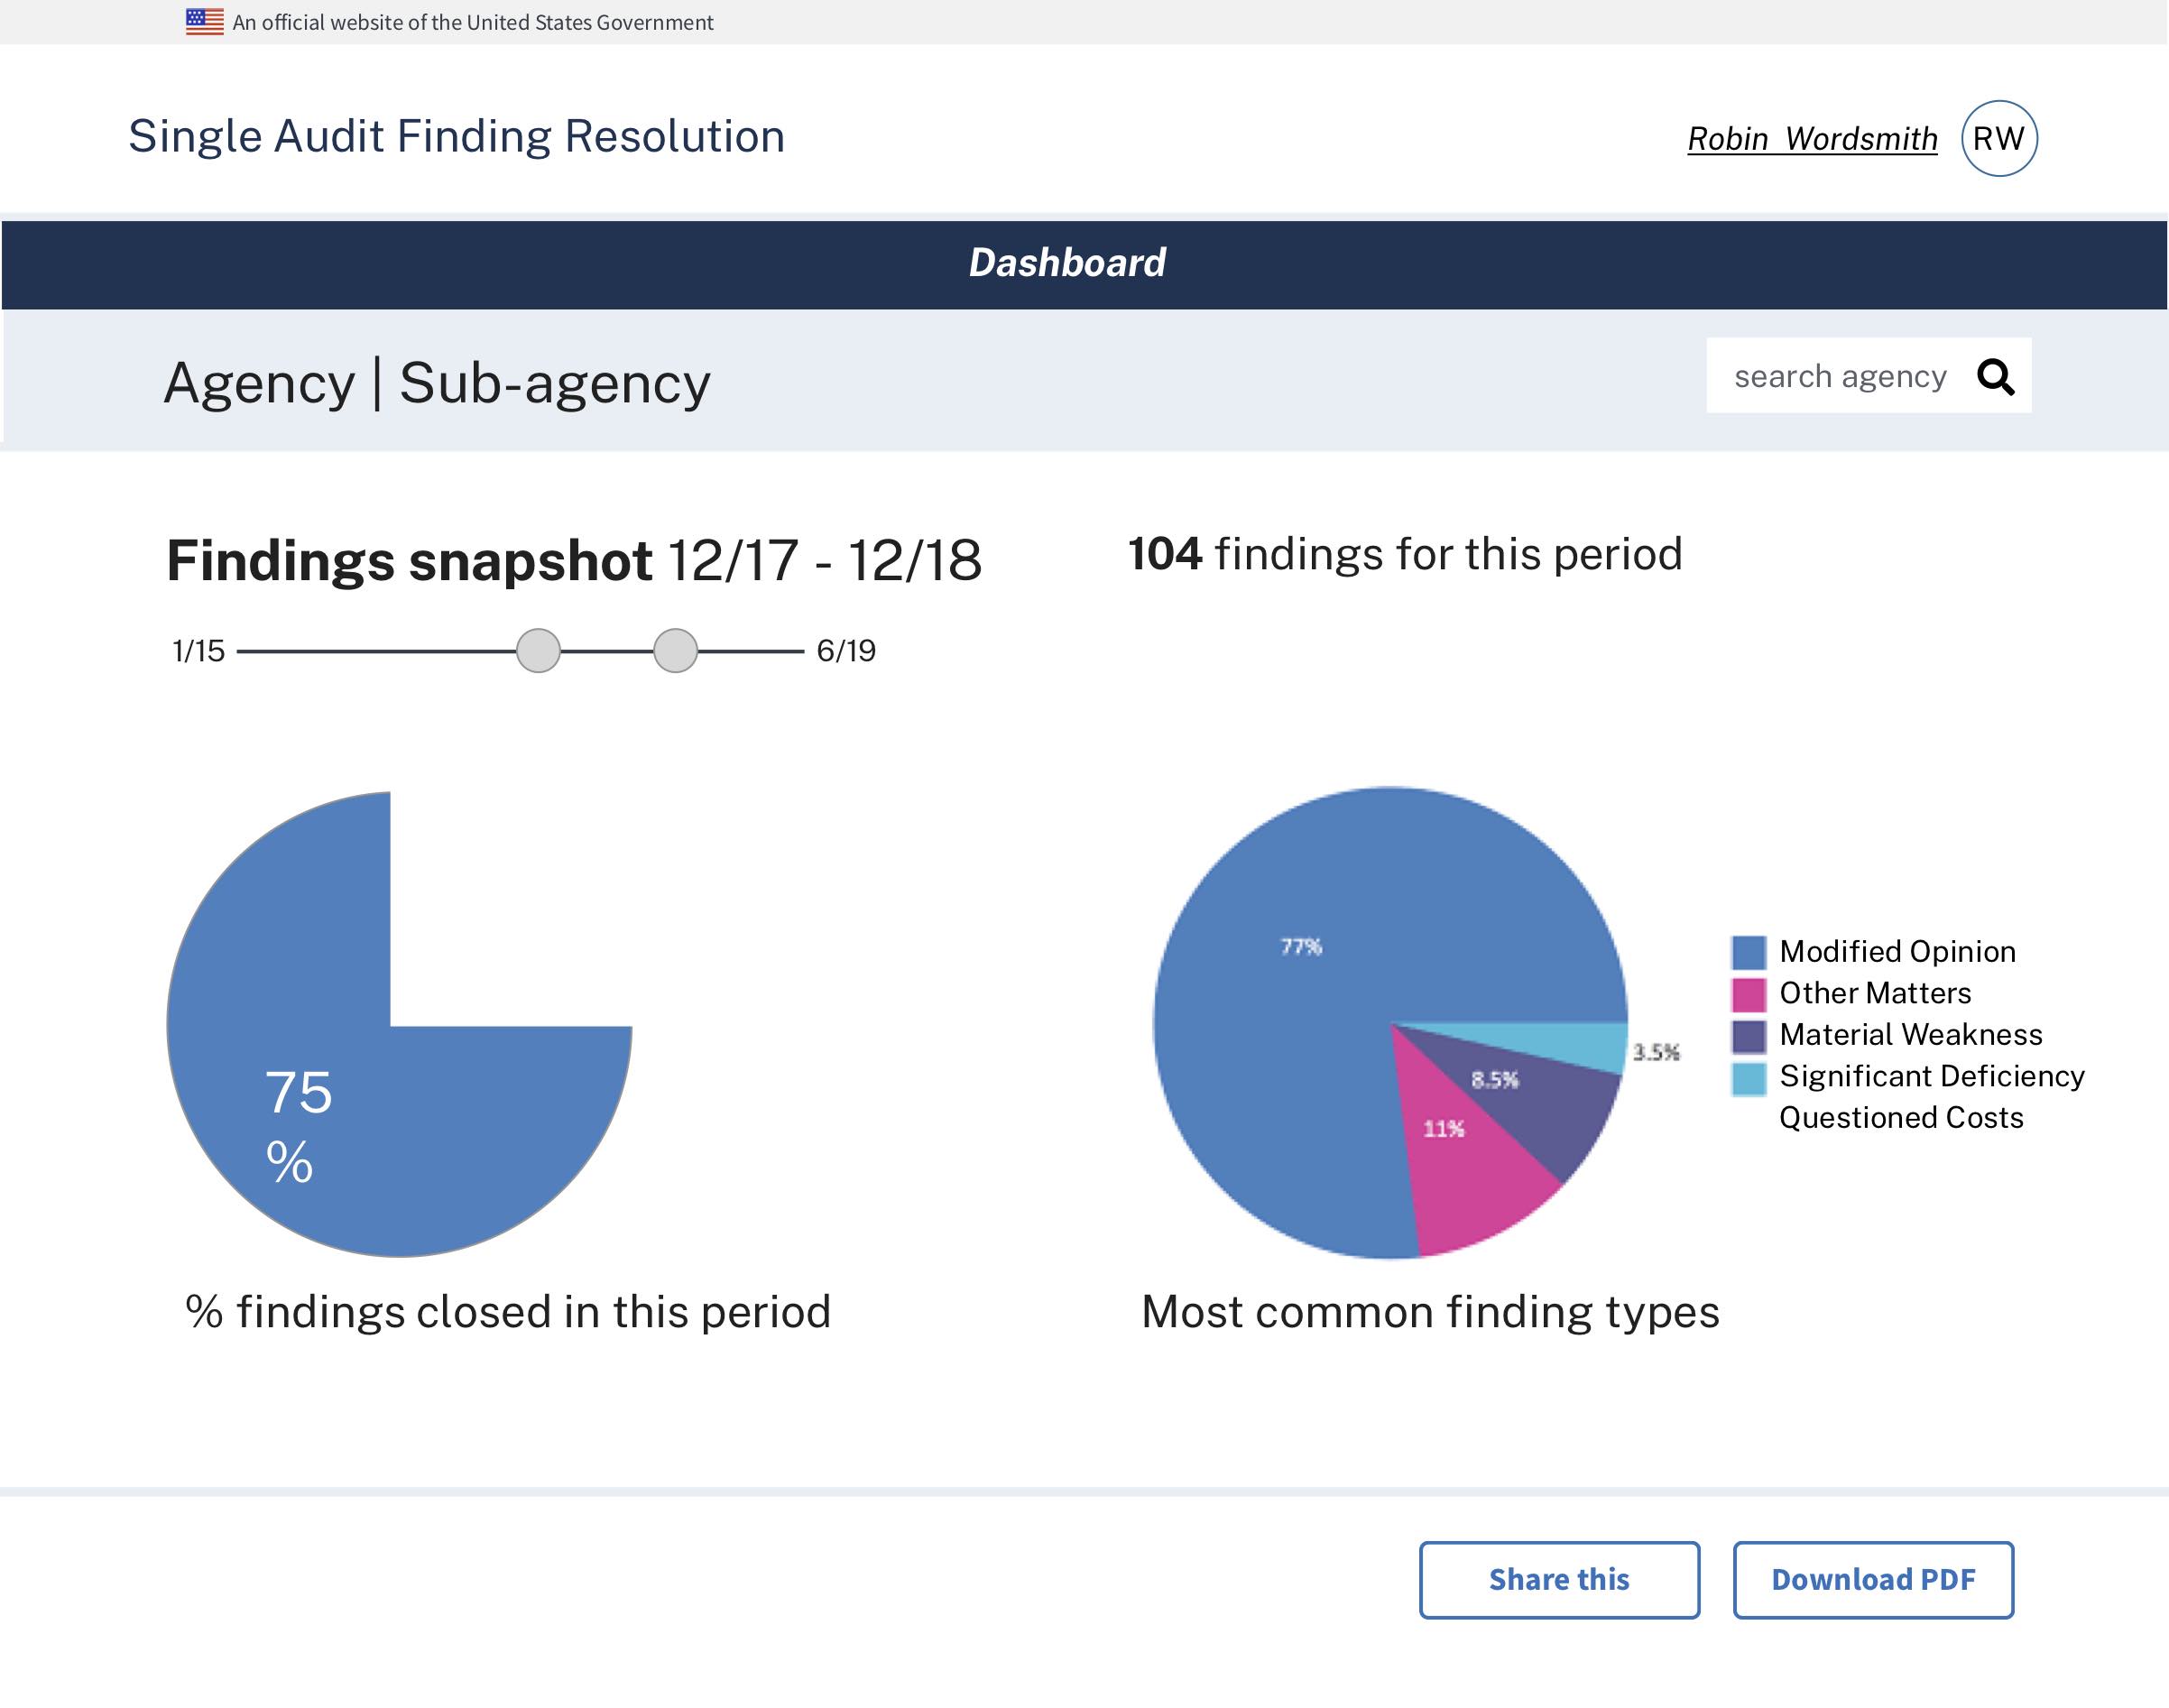 An official website of the United States Government
Single Audit Finding Resolution
Robin Wordsmith
RW
Dashboard
Agency | Sub-agency
search agency
Findings snapshot 12/17 - 12/18
104 findings for this period
1/15
6/19
75
%
% findings closed in this period
77%
3.5%
8.5%
11%
Modified Opinion
Other Matters
Material Weakness
Significant Deficiency
Questioned Costs
Most common finding types
Share this
Download PDF